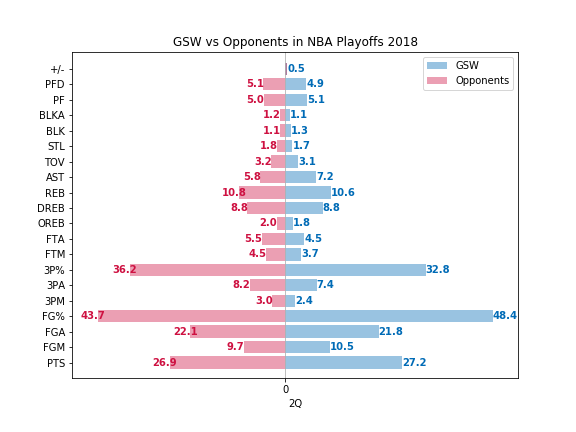 GSW vs Opponents in NBA Playoffs 2018
GSW
Opponents
+/- 0.5
PFD 5.1 4.9
PF 5.0 5.1
BLKA 1.2 1.1
BLK 1.1 1.3
STL 1.8 1.7
TOV 3.2 3.1
AST 5.8 7.2
REB 10.8 10.6
DREB 8.8 8.8
OREB 2.0 1.8
FTA 5.5 4.5
FTM 4.5 3.7
3P% 36.2 32.8
3PA 8.2 7.4
3PM 3.0 2.4
FG% 43.7 48.4
FGA 22.1 21.8
FGM 9.7 10.5
PTS 26.9 27.2
0
2Q